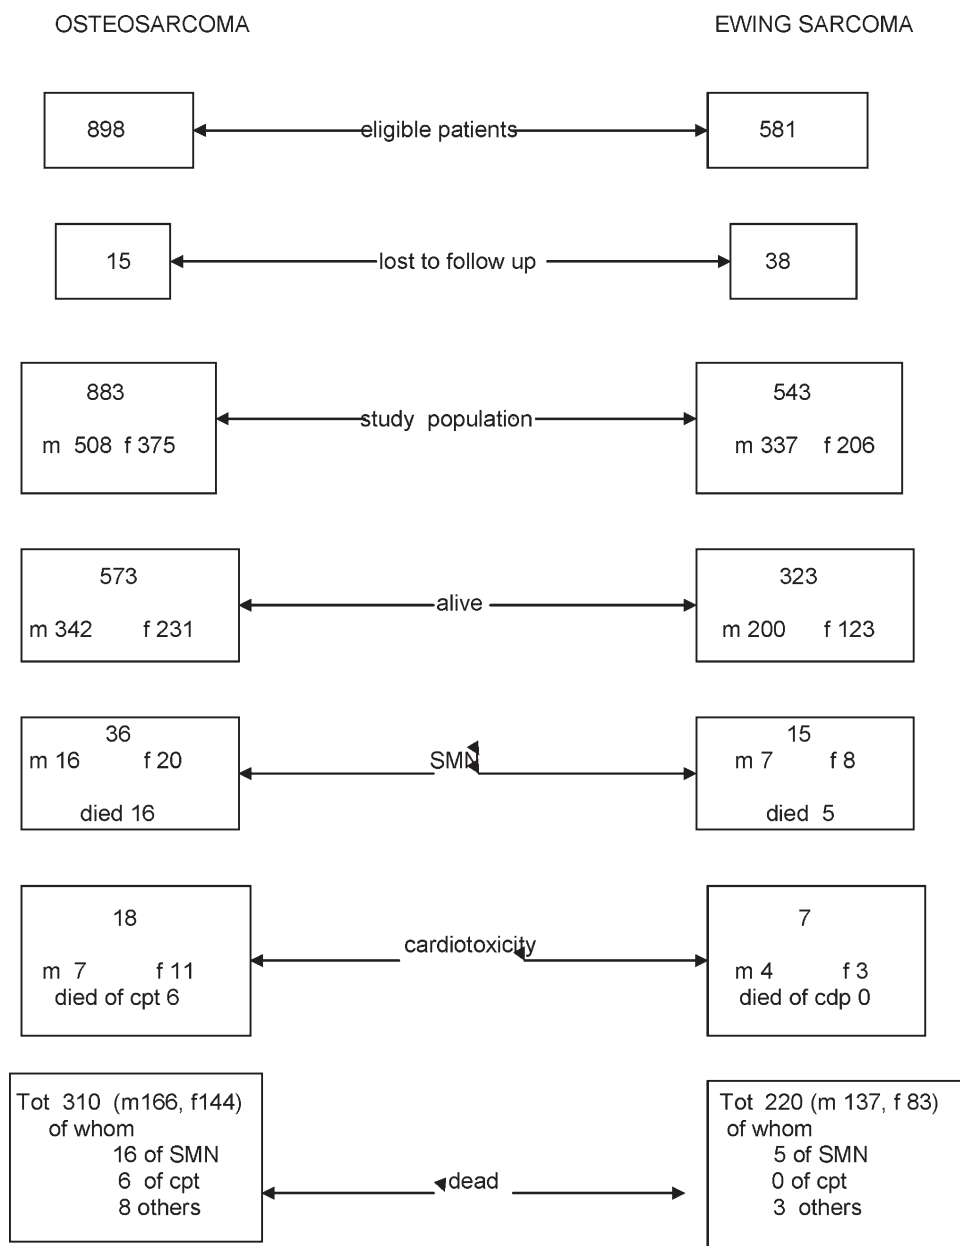 OSTEOSARCOMA EWING SARCOMA
898 eligible patients 581
15 lost to follow up 38
883 543
study population
m 508 f 375 m 337 f 206
573 323
alive
m 342 f 231 m 200 f 123
36 15
m 16 f 20 SMN m 7 f 8
died 16 died 5
18 7
cardiotoxicity
m 7 f 11 m 4 f 3
died of cpt 6 died of cdp 0
Tot 310 (m166, f144) Tot 220 (m 137, f 83)
of whom of whom
16 of SMN 5 of SMN
6 of cpt dead 0 of cpt
8 others 3 others